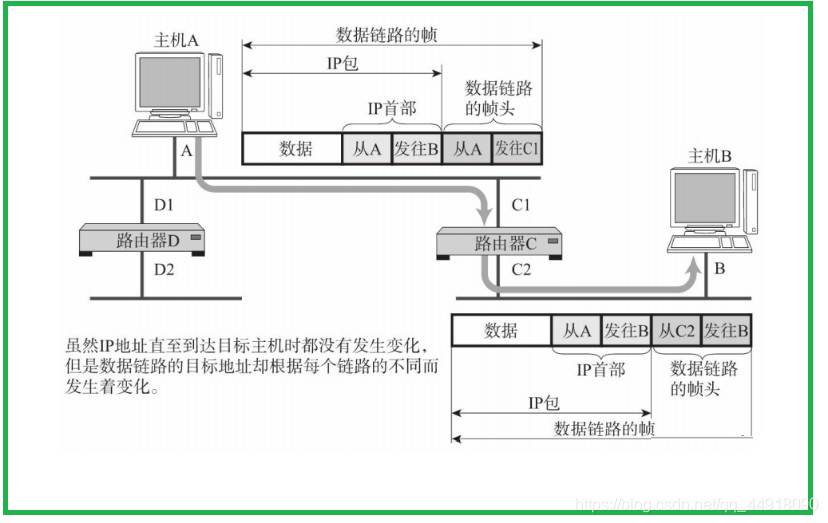 主机A
数据链路的帧
IP包
IP首部
数据链路
的帧头
数据
从A
发往B
从A
发往C1
A
主机B
D1
C1
路由器D
路由器C
D2
C2
B
数据
从A
发往B
从C2
发往B
虽然IP地址直至到达目标主机时都没有发生变化，
但是数据链路的目标地址却根据每个链路的不同而
发生着变化。
IP首部
数据链路
的帧头
IP包
数据链路的帧
https://blog.csdn.net/qq_44918090